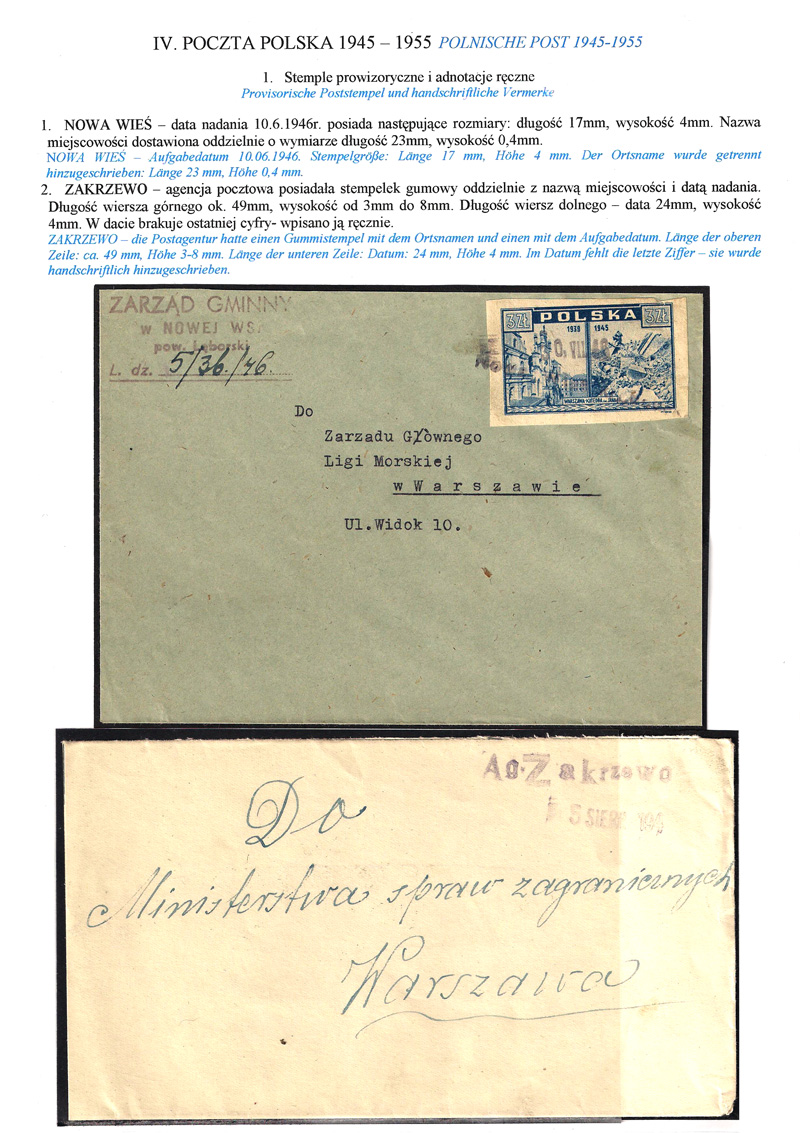 IV. POCZTA POLSKA 1945 – 1955 POLNISCHE POST 1945-1955
1. Stemple prowizoryczne i adnotacje ręczne
Provisorische Poststempel und handschriftliche Vermerke
1. NOWA WIEŚ – data nadania 10.6.1946r. posiada następujące rozmiary: długość 17mm, wysokość 4mm. Nazwa
miejscowości dostawiona oddzielnie o wymiarze długość 23mm, wysokość 0,4mm.
NOWA WIEŚ – Aufgabedatum 10.06.1946. Stempelgröße: Länge 17 mm, Höhe 4 mm. Der Ortsname wurde getrennt
hinzugeschrieben: Länge 23 mm, Höhe 0,4 mm.
2. ZAKRZEWO – agencja pocztowa posiadała stempelek gumowy oddzielnie z nazwą miejscowości i datą nadania.
Długość wiersza górnego ok. 49mm, wysokość od 3mm do 8mm. Długość wiersz dolnego – data 24mm, wysokość
4mm. W dacie brakuje ostatniej cyfry- wpisano ją ręcznie.
ZAKRZEWO – die Postagentur hatte einen Gummistempel mit dem Ortsnamen und einen mit dem Aufgabedatum. Länge der oberen
Zeile: ca. 49 mm, Höhe 3-8 mm. Länge der unteren Zeile: Datum: 24 mm, Höhe 4 mm. Im Datum fehlt die letzte Ziffer – sie wurde
handschriftlich hinzugeschrieben.
ZARZĄD GMINNY
w NOWEJ WS.
pow. Lęborski
L. dz. 5/36/46.
3ZŁ POLSKA 3ZŁ
1939 1945
WARSZAWA-KATEDRA
Do
Zarzadu Głównego
Ligi Morskiej
w Warszawie
Ul.Widok 10.
Ag. Zakrzewo
5 SIER 194
Do
Ministerstwa spraw zagranicznych
Warszawa